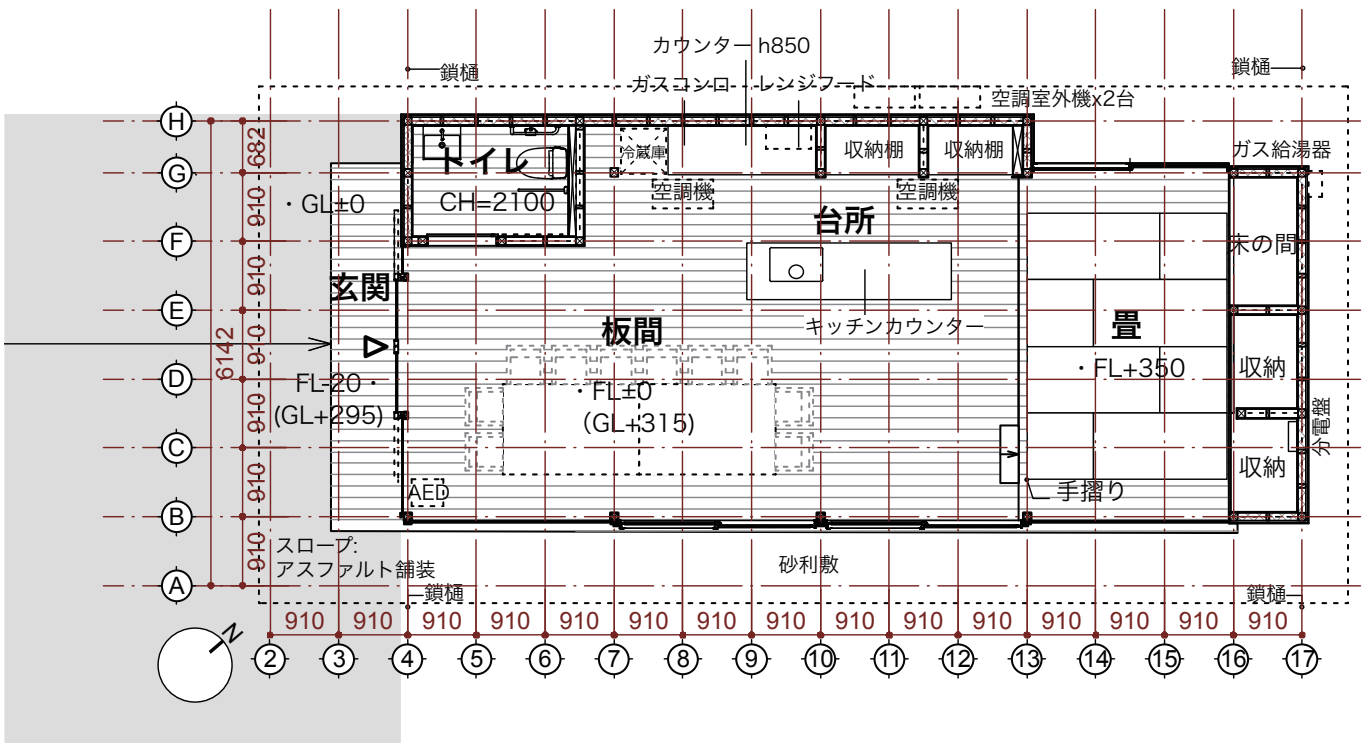 カウンター h850
鎖樋
ガスコンロ
レンジフード
鎖樋
空調室外機x2台
H
682
トイレ
冷蔵庫
収納棚
収納棚
ガス給湯器
G
910
・GL±0
CH=2100
空調機
空調機
台所
F
床の間
910
玄関
E
板間
キッチンカウンター
畳
910
6142
D
FL-20・
(GL+295)
・FL±0
(GL+315)
・FL+350
収納
910
分電盤
C
収納
910
AED
手摺り
B
スロープ:
アスファルト舗装
910
砂利敷
A
鎖樋
鎖樋
910 910 910 910 910 910 910 910 910 910 910 910 910 910 910
N
2 3 4 5 6 7 8 9 10 11 12 13 14 15 16 17